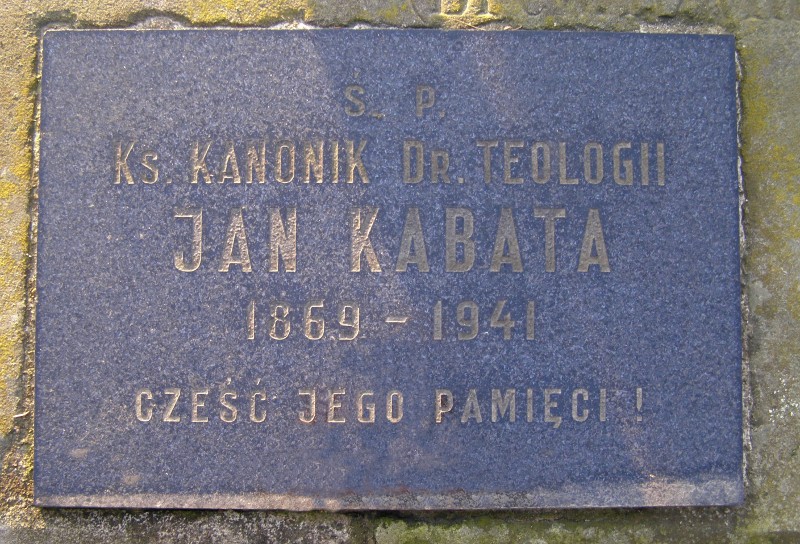 Ś. P.
Ks. KANONIK DR. TEOLOGII
JAN KABATA
1869 - 1941
CZEŚĆ JEGO PAMIĘCI!